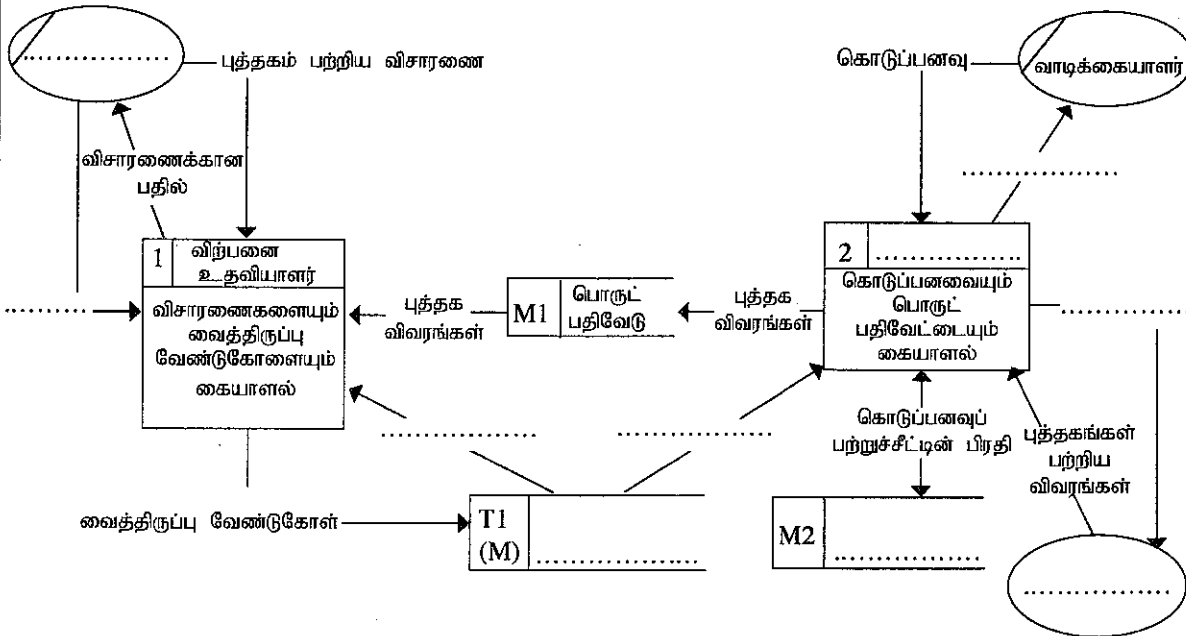 ......................
புத்தகம் பற்றிய விசாரணை
கொடுப்பனவு
வாடிக்கையாளர்
விசாரணைக்கான
பதில்
......................
1
விற்பனை
உதவியாளர்
விசாரணைகளையும்
வைத்திருப்பு
வேண்டுகோளையும்
கையாளல்
............
புத்தக
விவரங்கள்
M1
பொருட்
பதிவேடு
புத்தக
விவரங்கள்
2
................
கொடுப்பனவையும்
பொருட்
பதிவேட்டையும்
கையாளல்
......................
......................
......................
கொடுப்பனவுப்
பற்றுச்சீட்டின் பிரதி
புத்தகங்கள்
பற்றிய
விவரங்கள்
வைத்திருப்பு வேண்டுகோள்
T1
(M)
......................
M2
......................
......................